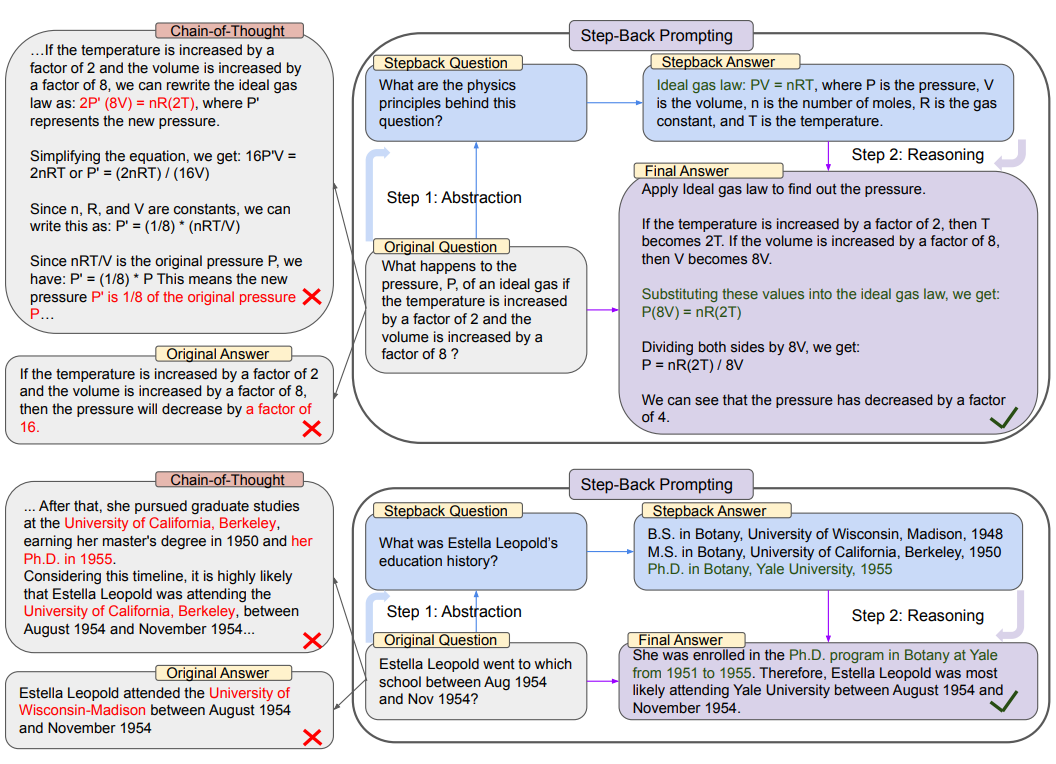 Chain-of-Thought
…If the temperature is increased by a
factor of 2 and the volume is increased by
a factor of 8, we can rewrite the ideal gas
law as: 2P' (8V) = nR(2T), where P'
represents the new pressure.
Simplifying the equation, we get: 16P'V =
2nRT or P' = (2nRT) / (16V)
Since n, R, and V are constants, we can
write this as: P' = (1/8) * (nRT/V)
Since nRT/V is the original pressure P, we
have: P' = (1/8) * P This means the new
pressure P' is 1/8 of the original pressure
P…
Original Answer
If the temperature is increased by a factor of 2
and the volume is increased by a factor of 8,
then the pressure will decrease by a factor of
16.
Step-Back Prompting
Stepback Question
What are the physics
principles behind this
question?
Stepback Answer
Ideal gas law: PV = nRT, where P is the pressure, V
is the volume, n is the number of moles, R is the gas
constant, and T is the temperature.
Step 1: Abstraction
Step 2: Reasoning
Original Question
What happens to the
pressure, P, of an ideal gas if
the temperature is increased
by a factor of 2 and the
volume is increased by a
factor of 8 ?
Final Answer
Apply Ideal gas law to find out the pressure.
If the temperature is increased by a factor of 2, then T
becomes 2T. If the volume is increased by a factor of 8,
then V becomes 8V.
Substituting these values into the ideal gas law, we get:
P(8V) = nR(2T)
Dividing both sides by 8V, we get:
P = nR(2T) / 8V
We can see that the pressure has decreased by a factor
of 4.
Chain-of-Thought
... After that, she pursued graduate studies
at the University of California, Berkeley,
earning her master's degree in 1950 and her
Ph.D. in 1955.
Considering this timeline, it is highly likely
that Estella Leopold was attending the
University of California, Berkeley, between
August 1954 and November 1954...
Original Answer
Estella Leopold attended the University of
Wisconsin-Madison between August 1954
and November 1954
Step-Back Prompting
Stepback Question
What was Estella Leopold's
education history?
Stepback Answer
B.S. in Botany, University of Wisconsin, Madison, 1948
M.S. in Botany, University of California, Berkeley, 1950
Ph.D. in Botany, Yale University, 1955
Step 1: Abstraction
Step 2: Reasoning
Original Question
Estella Leopold went to which
school between Aug 1954
and Nov 1954?
Final Answer
She was enrolled in the Ph.D. program in Botany at Yale
from 1951 to 1955. Therefore, Estella Leopold was most
likely attending Yale University between August 1954 and
November 1954.